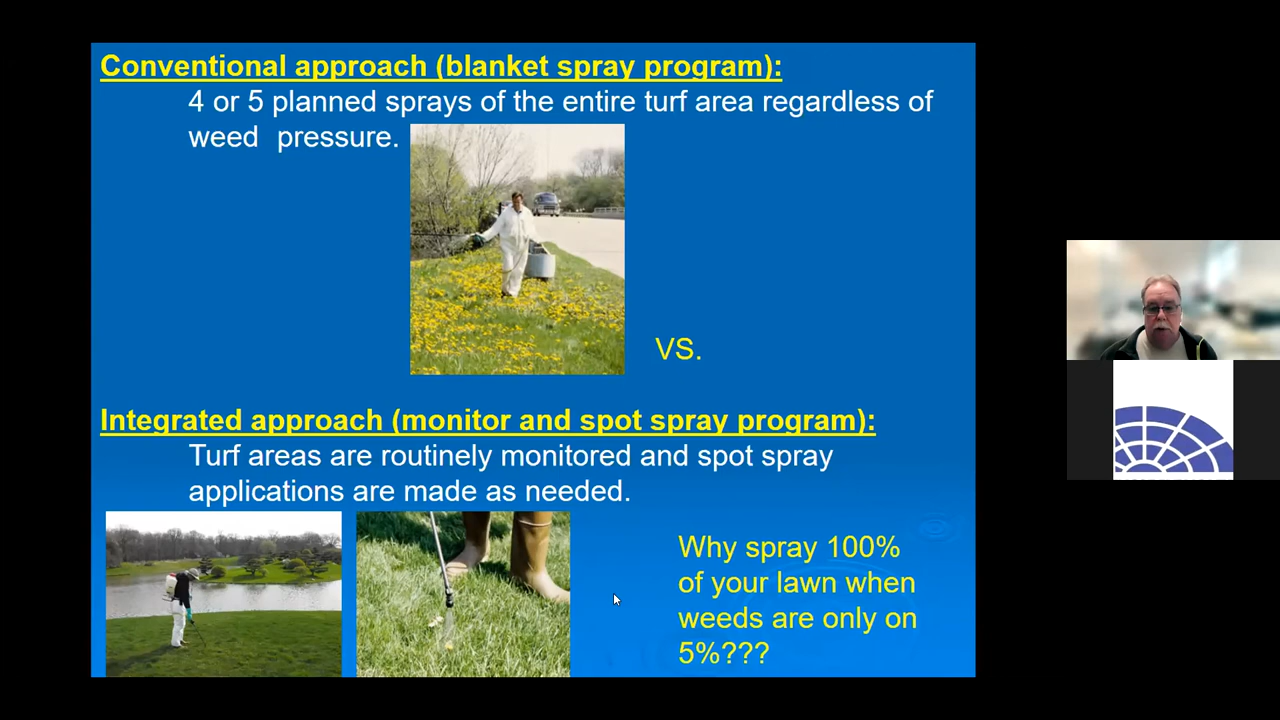 Conventional approach (blanket spray program):
4 or 5 planned sprays of the entire turf area regardless of
weed pressure.
VS.
Integrated approach (monitor and spot spray program):
Turf areas are routinely monitored and spot spray
applications are made as needed.
Why spray 100%
of your lawn when
weeds are only on
5%???